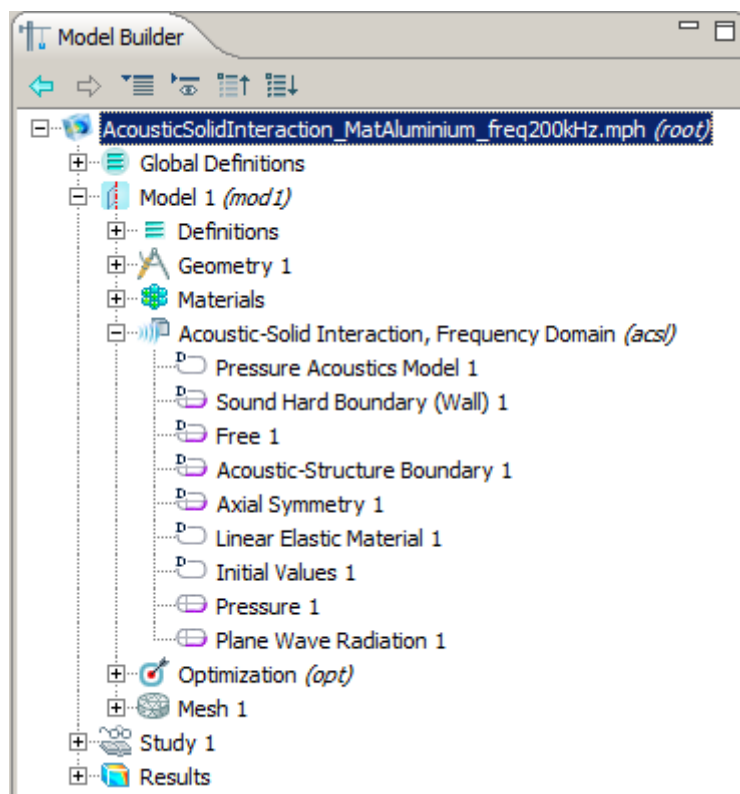 Model Builder
AcousticSolidInteraction_MatAluminium_freq200kHz.mph (root)
Global Definitions
Model 1 (mod1)
Definitions
Geometry 1
Materials
Acoustic-Solid Interaction, Frequency Domain (acsl)
D Pressure Acoustics Model 1
D Sound Hard Boundary (Wall) 1
D Free 1
D Acoustic-Structure Boundary 1
D Axial Symmetry 1
D Linear Elastic Material 1
D Initial Values 1
Pressure 1
Plane Wave Radiation 1
Optimization (opt)
Mesh 1
Study 1
Results